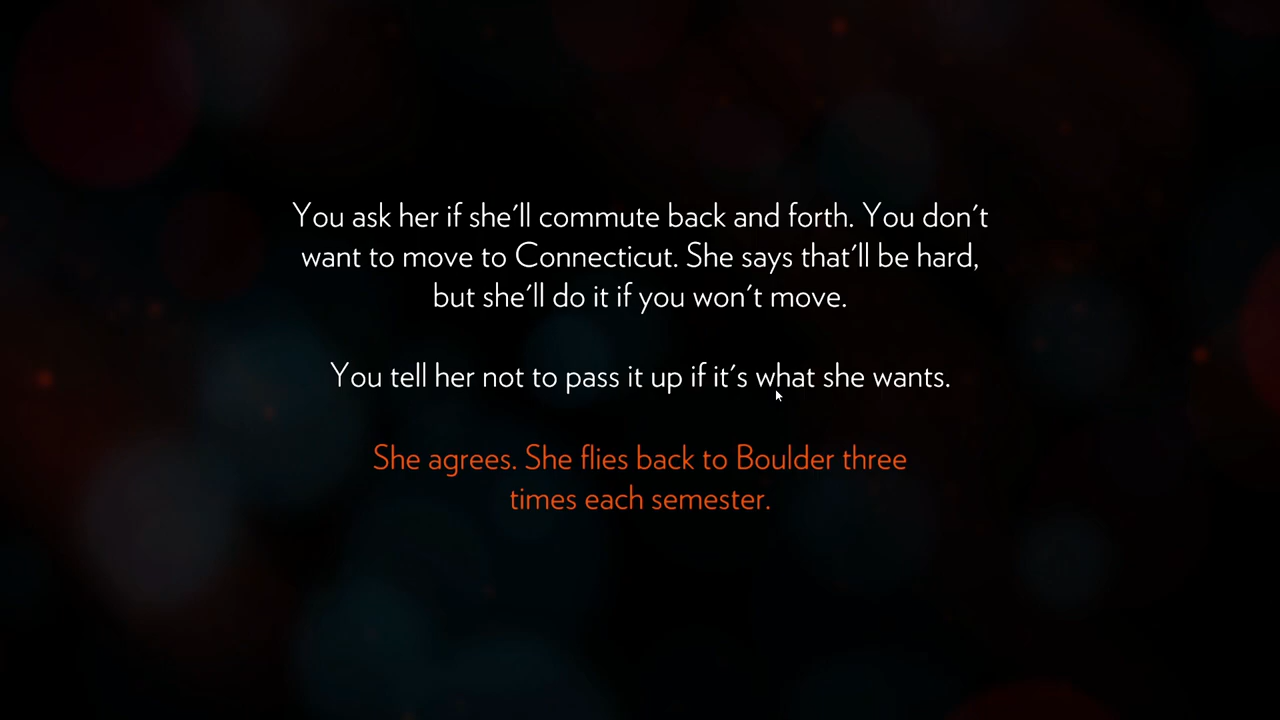 You ask her if she'll commute back and forth. You don't
want to move to Connecticut. She says that'll be hard,
but she'll do it if you won't move.
You tell her not to pass it up if it's what she wants.
She agrees. She flies back to Boulder three
times each semester.